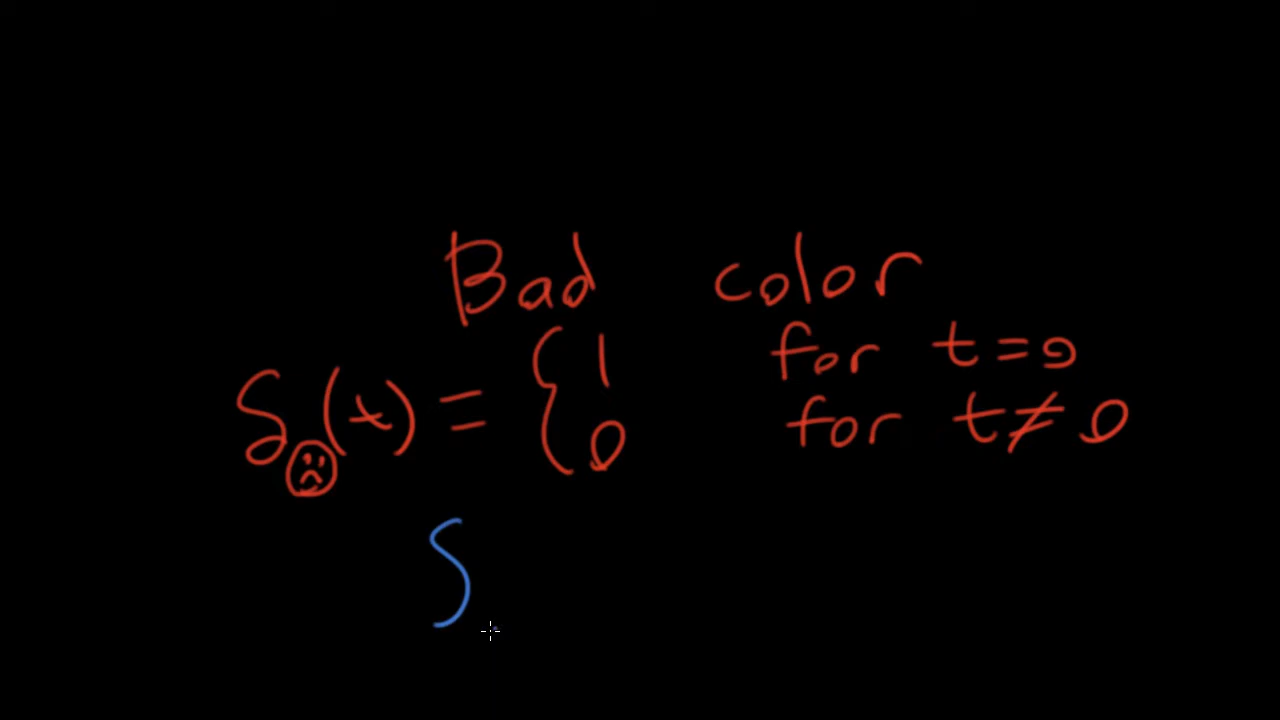 Bad color
δ☹(t) = { 1 for t=0
0 for t≠0
∫